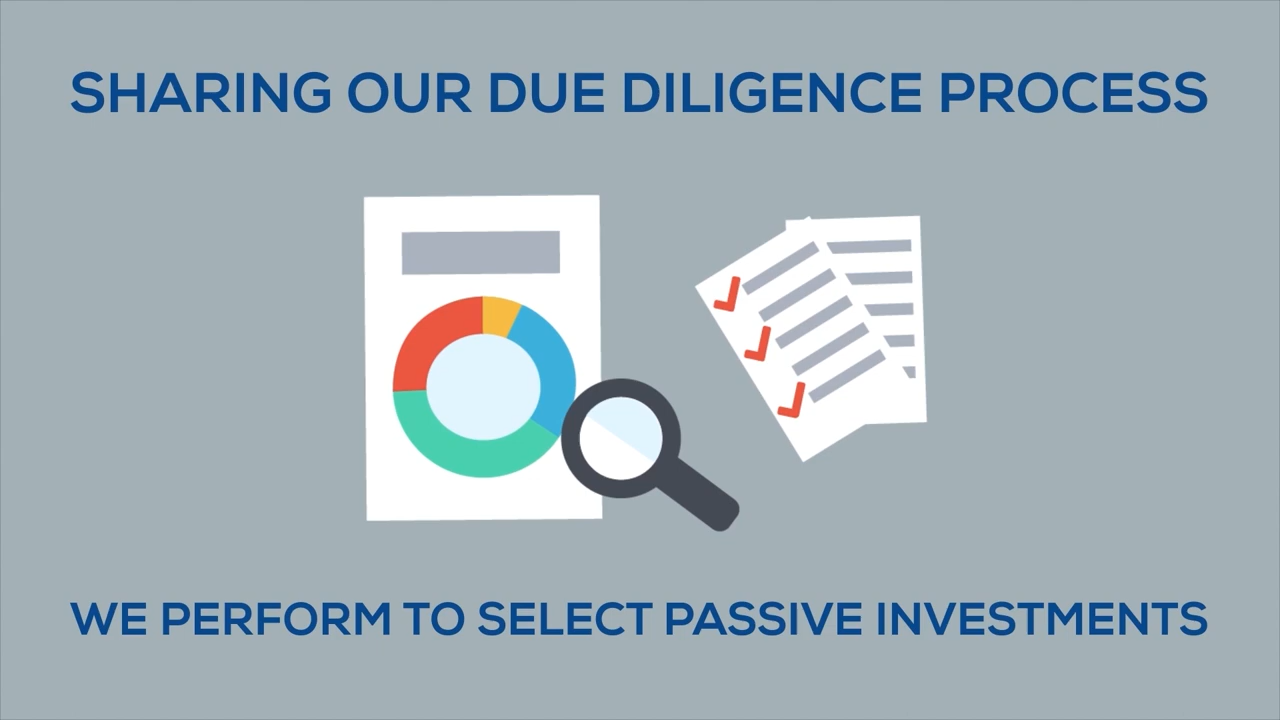 SHARING OUR DUE DILIGENCE PROCESS
WE PERFORM TO SELECT PASSIVE INVESTMENTS